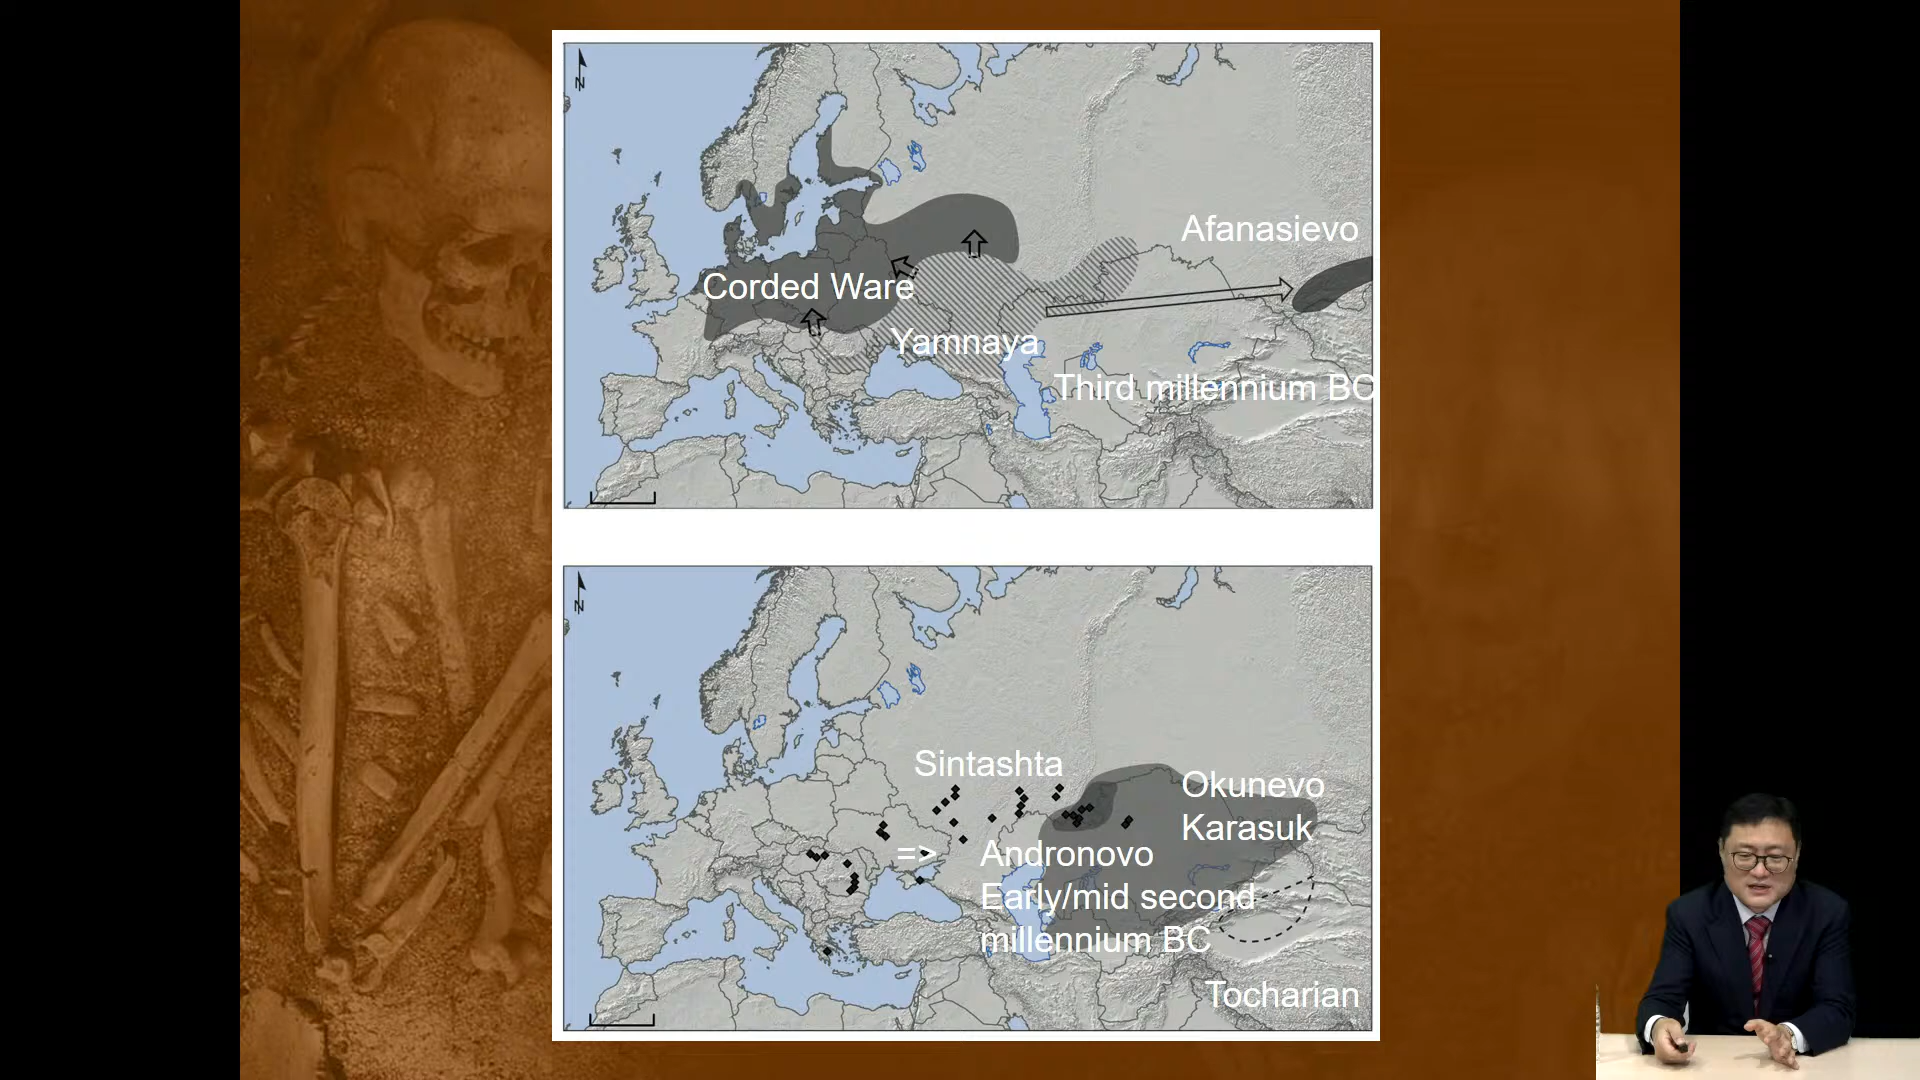 N
Afanasievo
Corded Ware
Yamnaya
Third millennium BC
N
Sintashta
Okunevo
Karasuk
=> Andronovo
Early/mid second
millennium BC
Tocharian